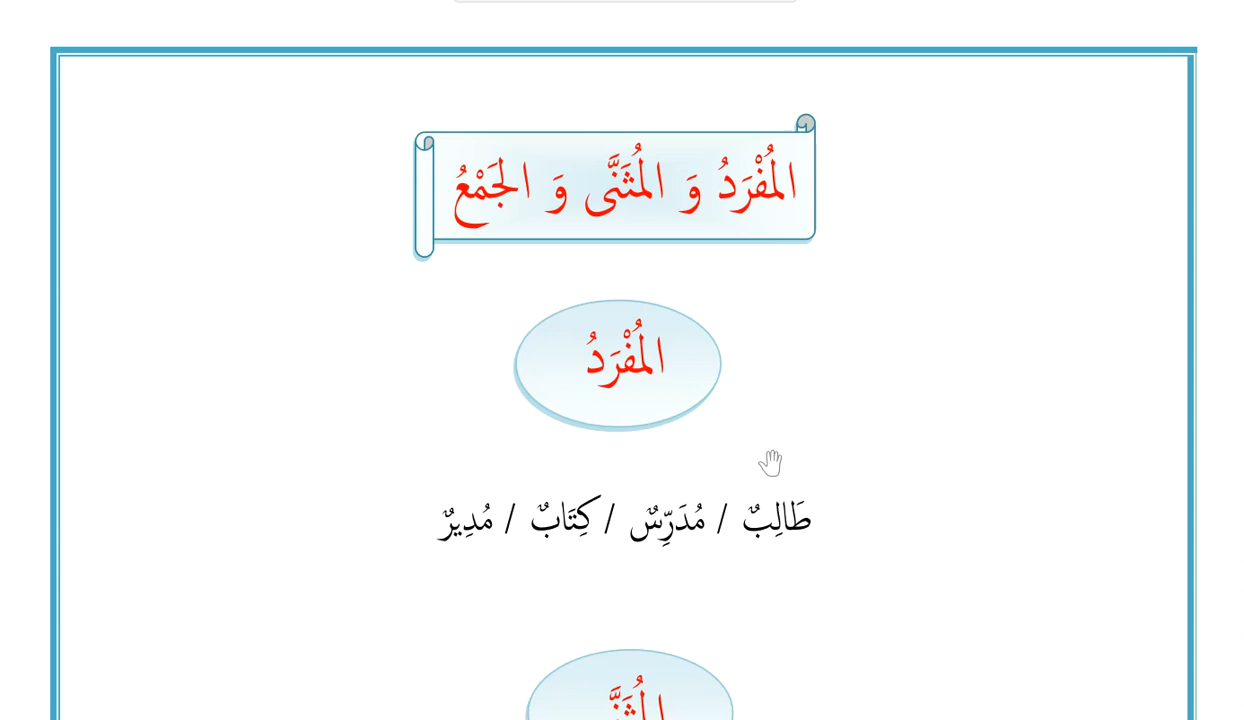 المُفْرَدُ وَ المُثَنَّى وَ الجَمْعُ
المُفْرَدُ
طَالِبٌ / مُدَرِّسٌ / كِتَابٌ / مُدِيرٌ